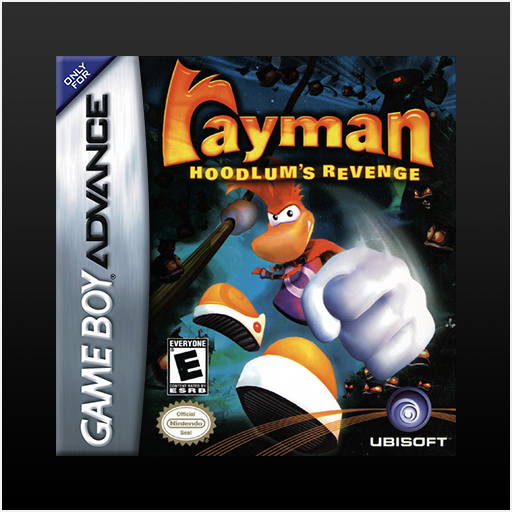 ONLY
FOR
GAME BOY ADVANCE
rayman®
HOODLUM'S REVENGE
EVERYONE
E
CONTENT RATED BY
ESRB
Official
Nintendo
Seal
UBISOFT